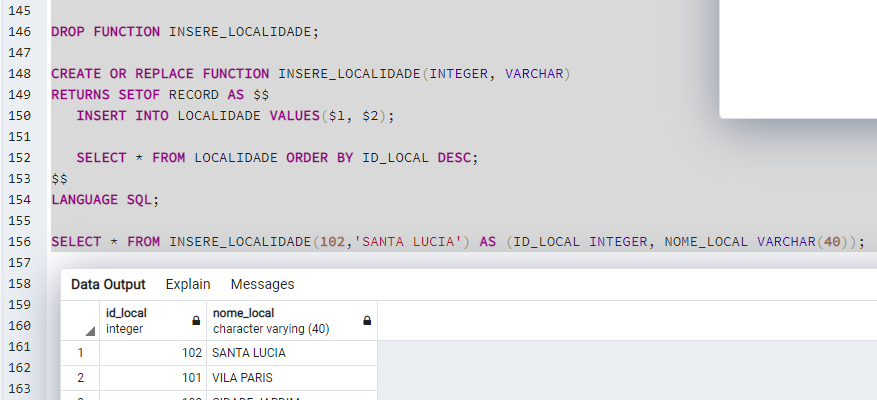 145
146 DROP FUNCTION INSERE_LOCALIDADE;
147
148 CREATE OR REPLACE FUNCTION INSERE_LOCALIDADE(INTEGER, VARCHAR)
149 RETURNS SETOF RECORD AS $$
150 INSERT INTO LOCALIDADE VALUES($1, $2);
151
152 SELECT * FROM LOCALIDADE ORDER BY ID_LOCAL DESC;
153 $$
154 LANGUAGE SQL;
155
156 SELECT * FROM INSERE_LOCALIDADE(102,'SANTA LUCIA') AS (ID_LOCAL INTEGER, NOME_LOCAL VARCHAR(40));
157
158 Data Output Explain Messages
159 id_local nome_local
160 integer character varying (40)
161 1 102 SANTA LUCIA
162 2 101 VILA PARIS
163